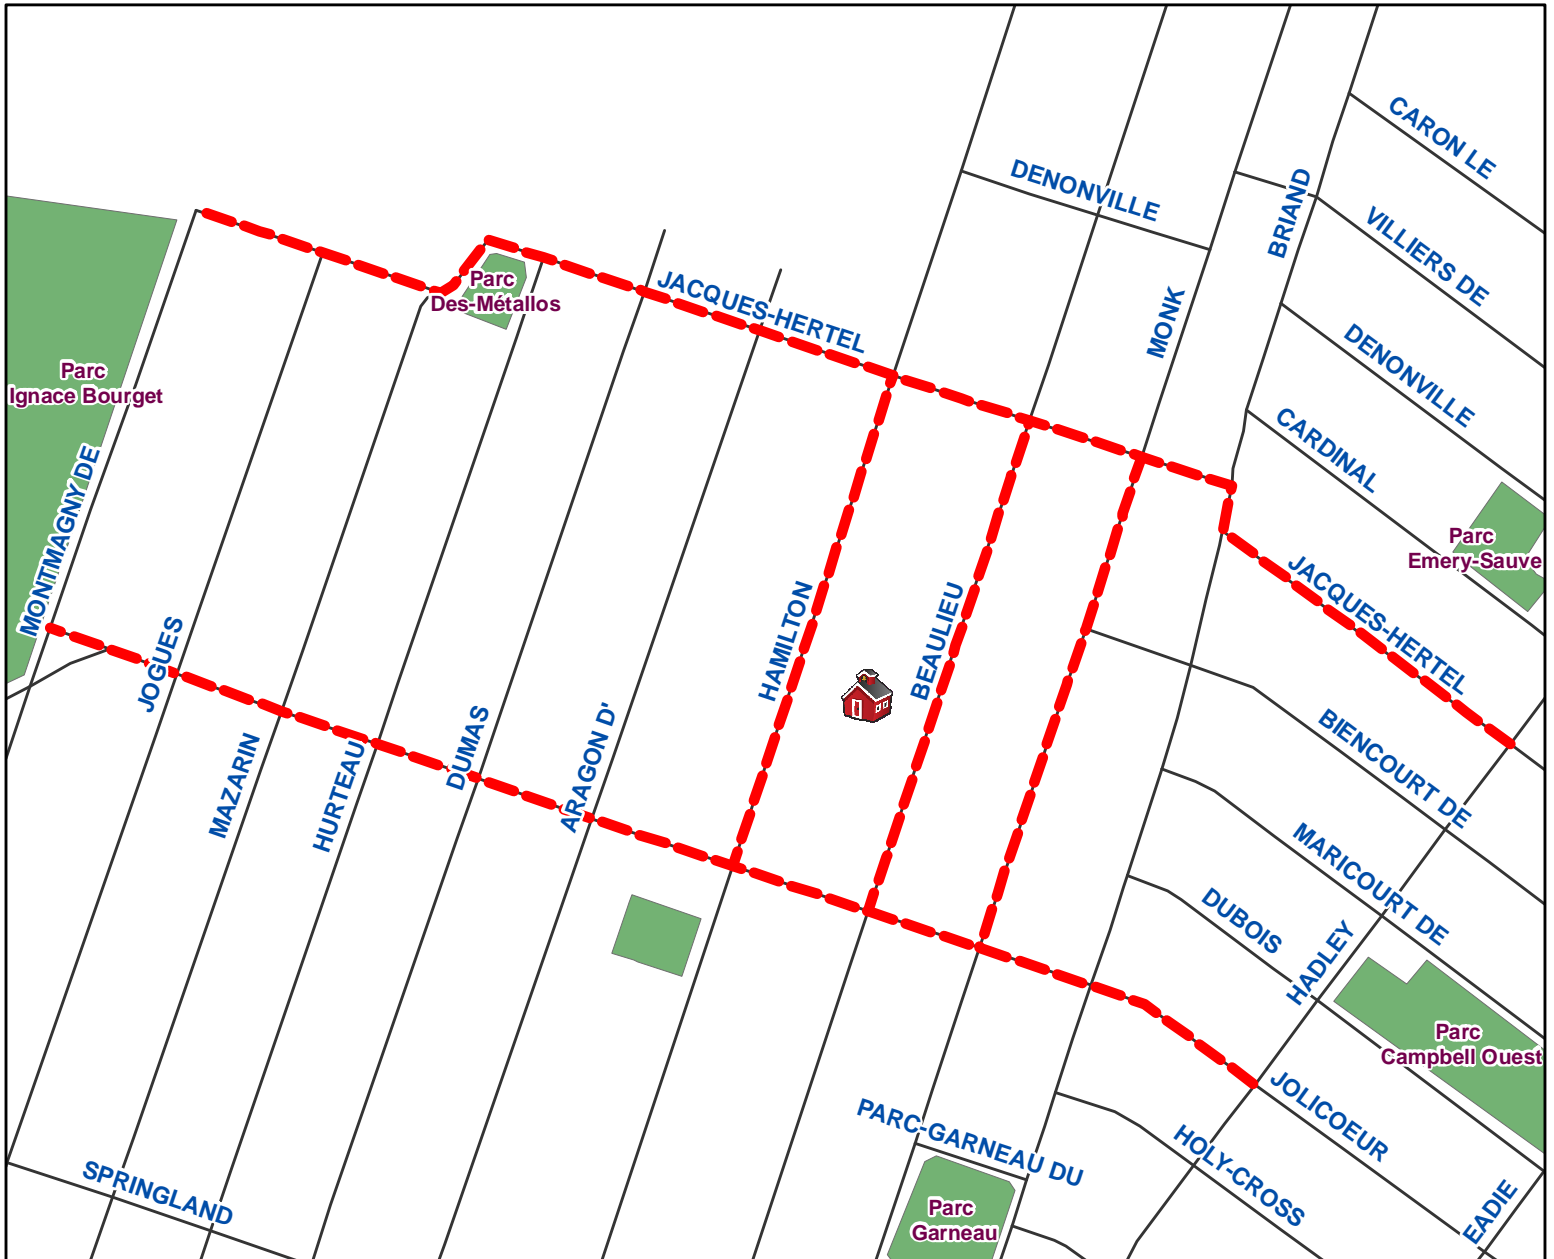 CARON LE
DENONVILLE
BRIAND
VILLIERS DE
Parc
Des-Métallos
JACQUES-HERTEL
MONK
DENONVILLE
Parc
Ignace Bourget
CARDINAL
MONTMAGNY DE
Parc
Emery-Sauve
JACQUES-HERTEL
HAMILTON
BEAULIEU
JOGUES
BIENCOURT DE
MAZARIN
HURTEAU
DUMAS
ARAGON D'
MARICOURT DE
DUBOIS
HADLEY
Parc
Campbell Ouest
JOLICOEUR
PARC-GARNEAU DU
HOLY-CROSS
SPRINGLAND
Parc
Garneau
EADIE